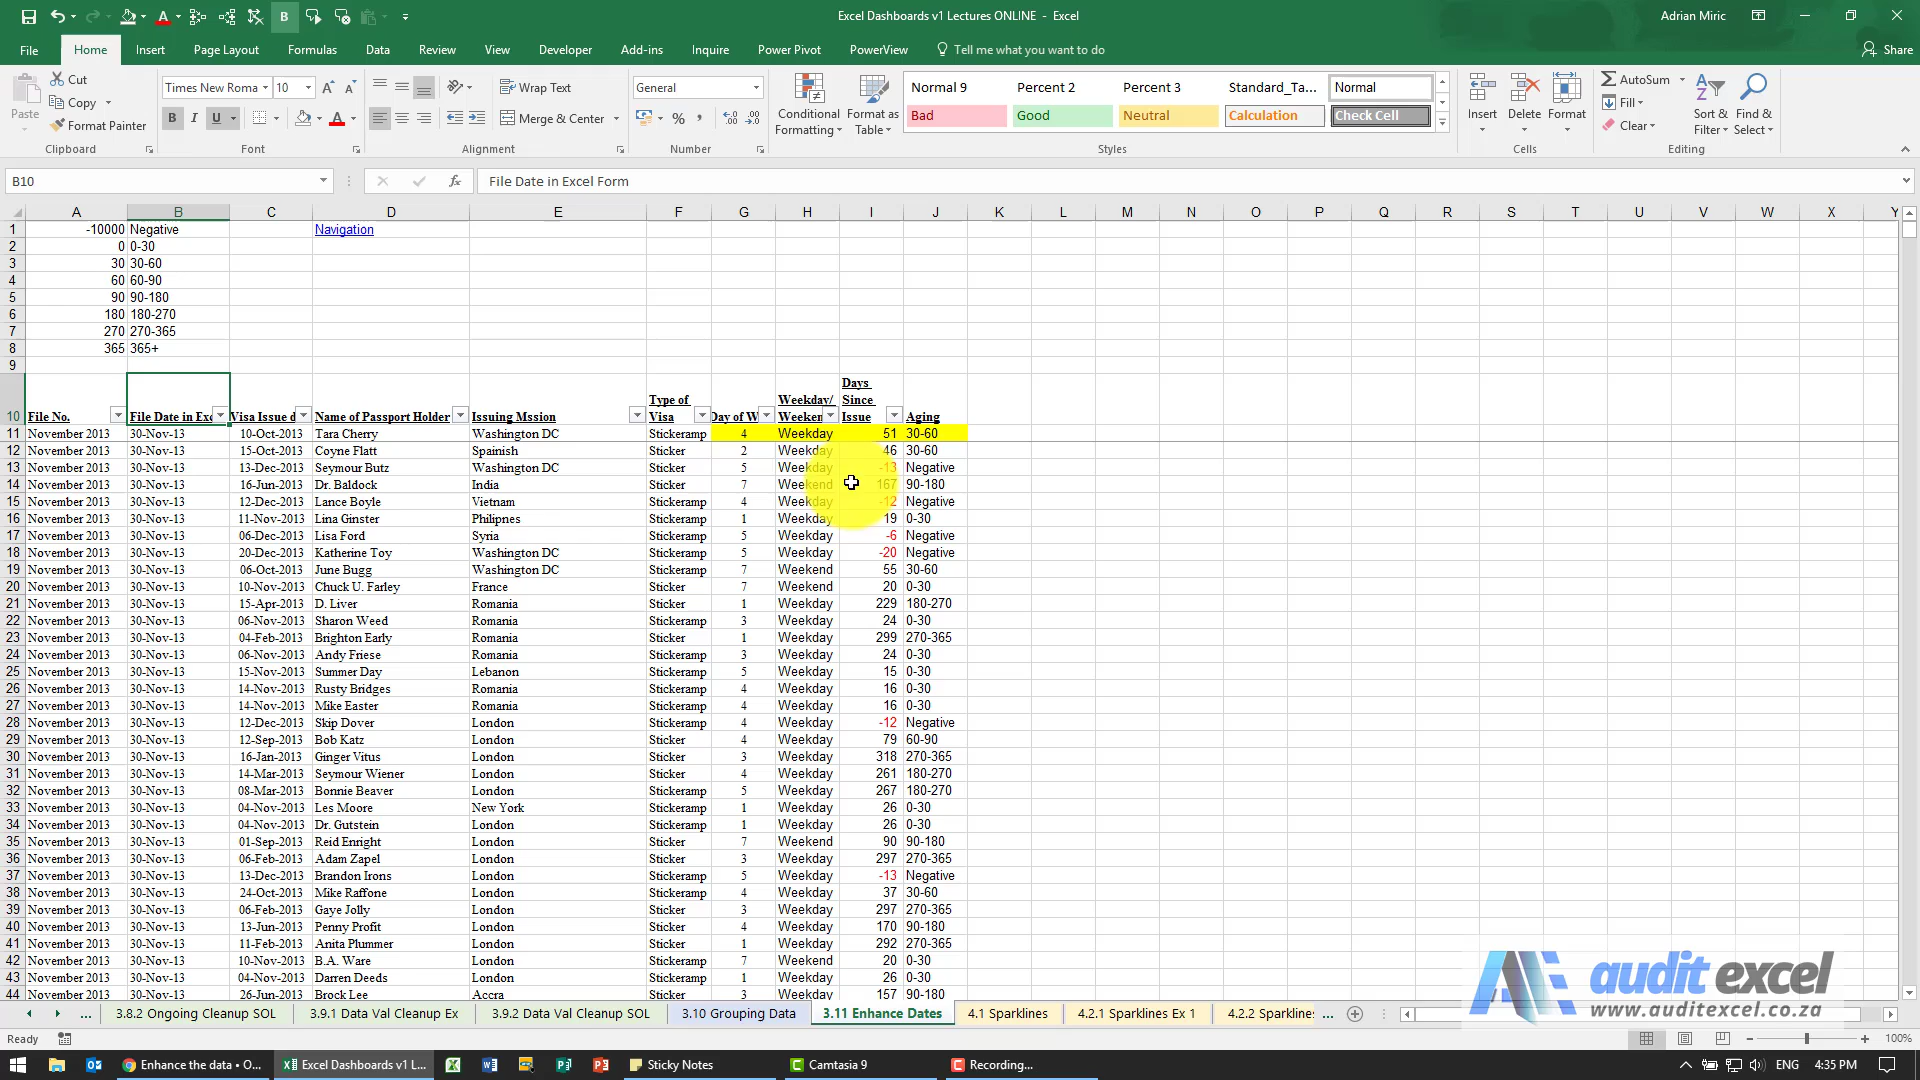 Excel Dashboards v1 Lectures ONLINE - Excel
Adrian Miric
File Home Insert Page Layout Formulas Data Review View Developer Add-ins Inquire Power Pivot PowerView Tell me what you want to do Share
Paste Cut Copy Format Painter Clipboard
Times New Roma 10 B I U Font
Wrap Text Merge & Center Alignment
General % Number
Conditional Formatting Format as Table
Normal 9 Percent 2 Percent 3 Standard_Ta... Normal
Bad Good Neutral Calculation Check Cell
Styles
Insert Delete Format Cells
AutoSum Fill Clear Sort & Filter Find & Select Editing
B10 fx File Date in Excel Form
A B C D E F G H I J K L M N O P Q R S T U V W X Y
1 -10000 Negative Navigation
2 0 0-30
3 30 30-60
4 60 60-90
5 90 90-180
6 180 180-270
7 270 270-365
8 365 365+
9
10 File No. File Date in Exc Visa Issue d Name of Passport Holder Issuing Mssion Type of Visa Day of W Weekday/ Weeken Days Since Issue Aging
11 November 2013 30-Nov-13 10-Oct-2013 Tara Cherry Washington DC Stickeramp 4 Weekday 51 30-60
12 November 2013 30-Nov-13 15-Oct-2013 Coyne Flatt Spainish Sticker 2 Weekday 46 30-60
13 November 2013 30-Nov-13 13-Dec-2013 Seymour Butz Washington DC Sticker 5 Weekday -13 Negative
14 November 2013 30-Nov-13 16-Jun-2013 Dr. Baldock India Sticker 7 Weekend 167 90-180
15 November 2013 30-Nov-13 12-Dec-2013 Lance Boyle Vietnam Stickeramp 4 Weekday -12 Negative
16 November 2013 30-Nov-13 11-Nov-2013 Lina Ginster Philipnes Stickeramp 1 Weekday 19 0-30
17 November 2013 30-Nov-13 06-Dec-2013 Lisa Ford Syria Stickeramp 5 Weekday -6 Negative
18 November 2013 30-Nov-13 20-Dec-2013 Katherine Toy Washington DC Stickeramp 5 Weekday -20 Negative
19 November 2013 30-Nov-13 06-Oct-2013 June Bugg Washington DC Stickeramp 7 Weekend 55 30-60
20 November 2013 30-Nov-13 10-Nov-2013 Chuck U. Farley France Sticker 7 Weekend 20 0-30
21 November 2013 30-Nov-13 15-Apr-2013 D. Liver Romania Sticker 1 Weekday 229 180-270
22 November 2013 30-Nov-13 06-Nov-2013 Sharon Weed Romania Stickeramp 3 Weekday 24 0-30
23 November 2013 30-Nov-13 04-Feb-2013 Brighton Early Romania Sticker 1 Weekday 299 270-365
24 November 2013 30-Nov-13 06-Nov-2013 Andy Friese Romania Stickeramp 3 Weekday 24 0-30
25 November 2013 30-Nov-13 15-Nov-2013 Summer Day Lebanon Stickeramp 5 Weekday 15 0-30
26 November 2013 30-Nov-13 14-Nov-2013 Rusty Bridges Romania Stickeramp 4 Weekday 16 0-30
27 November 2013 30-Nov-13 14-Nov-2013 Mike Easter Romania Stickeramp 4 Weekday 16 0-30
28 November 2013 30-Nov-13 12-Dec-2013 Skip Dover London Stickeramp 4 Weekday -12 Negative
29 November 2013 30-Nov-13 12-Sep-2013 Bob Katz London Sticker 4 Weekday 79 60-90
30 November 2013 30-Nov-13 16-Jan-2013 Ginger Vitus London Sticker 3 Weekday 318 270-365
31 November 2013 30-Nov-13 14-Mar-2013 Seymour Wiener London Sticker 4 Weekday 261 180-270
32 November 2013 30-Nov-13 08-Mar-2013 Bonnie Beaver London Stickeramp 5 Weekday 267 180-270
33 November 2013 30-Nov-13 04-Nov-2013 Les Moore New York Stickeramp 1 Weekday 26 0-30
34 November 2013 30-Nov-13 04-Nov-2013 Dr. Gutstein London Stickeramp 1 Weekday 26 0-30
35 November 2013 30-Nov-13 01-Sep-2013 Reid Enright London Sticker 7 Weekend 90 90-180
36 November 2013 30-Nov-13 06-Feb-2013 Adam Zapel London Sticker 3 Weekday 297 270-365
37 November 2013 30-Nov-13 13-Dec-2013 Brandon Irons London Stickeramp 5 Weekday -13 Negative
38 November 2013 30-Nov-13 24-Oct-2013 Mike Raffone London Stickeramp 4 Weekday 37 30-60
39 November 2013 30-Nov-13 06-Feb-2013 Gaye Jolly London Sticker 3 Weekday 297 270-365
40 November 2013 30-Nov-13 13-Jun-2013 Penny Profit London Sticker 4 Weekday 170 90-180
41 November 2013 30-Nov-13 11-Feb-2013 Anita Plummer London Sticker 1 Weekday 292 270-365
42 November 2013 30-Nov-13 10-Nov-2013 B.A. Ware London Stickeramp 7 Weekend 20 0-30
43 November 2013 30-Nov-13 04-Nov-2013 Darren Deeds London Stickeramp 1 Weekday 26 0-30
44 November 2013 30-Nov-13 26-Jun-2013 Brock Lee Accra Stickeramp 3 Weekday 157 90-180
audit excel
www.auditexcel.co.za
... 3.8.2 Ongoing Cleanup SOL 3.9.1 Data Val Cleanup Ex 3.9.2 Data Val Cleanup SOL 3.10 Grouping Data 3.11 Enhance Dates 4.1 Sparklines 4.2.1 Sparklines Ex 1 4.2.2 Sparklines ...
Ready 100%
Enhance the data • O... Excel Dashboards v1 L... Sticky Notes Camtasia 9 Recording... ENG 4:35 PM